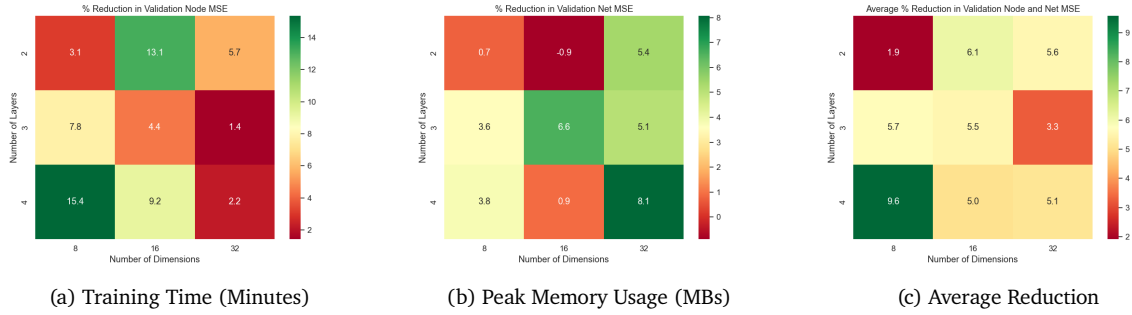 % Reduction in Validation Node MSE
Number of Layers
2
3
4
3.1 13.1 5.7
7.8 4.4 1.4
15.4 9.2 2.2
8 16 32
Number of Dimensions
14
12
10
8
6
4
2
(a) Training Time (Minutes)
% Reduction in Validation Net MSE
Number of Layers
2
3
4
0.7 -0.9 5.4
3.6 6.6 5.1
3.8 0.9 8.1
8 16 32
Number of Dimensions
8
7
6
5
4
3
2
1
0
(b) Peak Memory Usage (MBs)
Average % Reduction in Validation Node and Net MSE
Number of Layers
2
3
4
1.9 6.1 5.6
5.7 5.5 3.3
9.6 5.0 5.1
8 16 32
Number of Dimensions
9
8
7
6
5
4
3
2
(c) Average Reduction